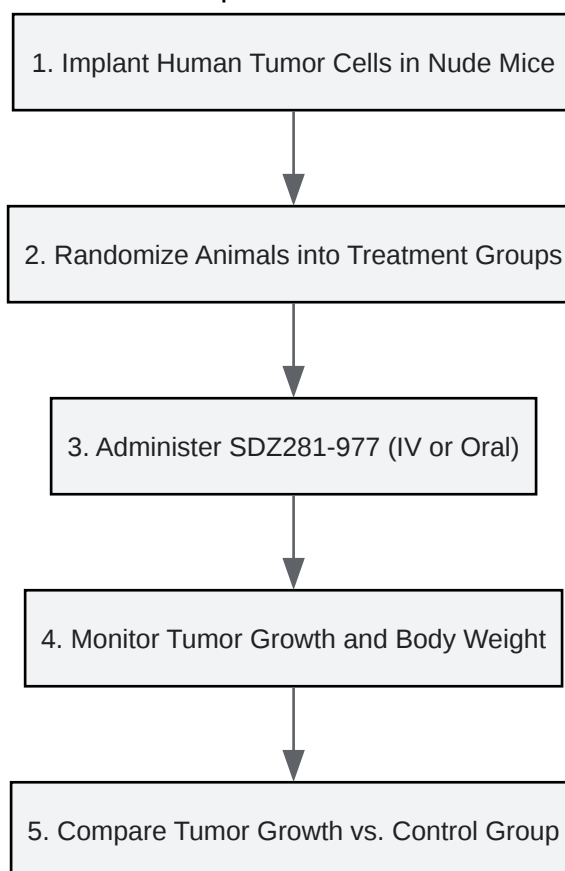 1. Implant Human Tumor Cells in Nude Mice
2. Randomize Animals into Treatment Groups
3. Administer SDZ281-977 (IV or Oral)
4. Monitor Tumor Growth and Body Weight
5. Compare Tumor Growth vs. Control Group